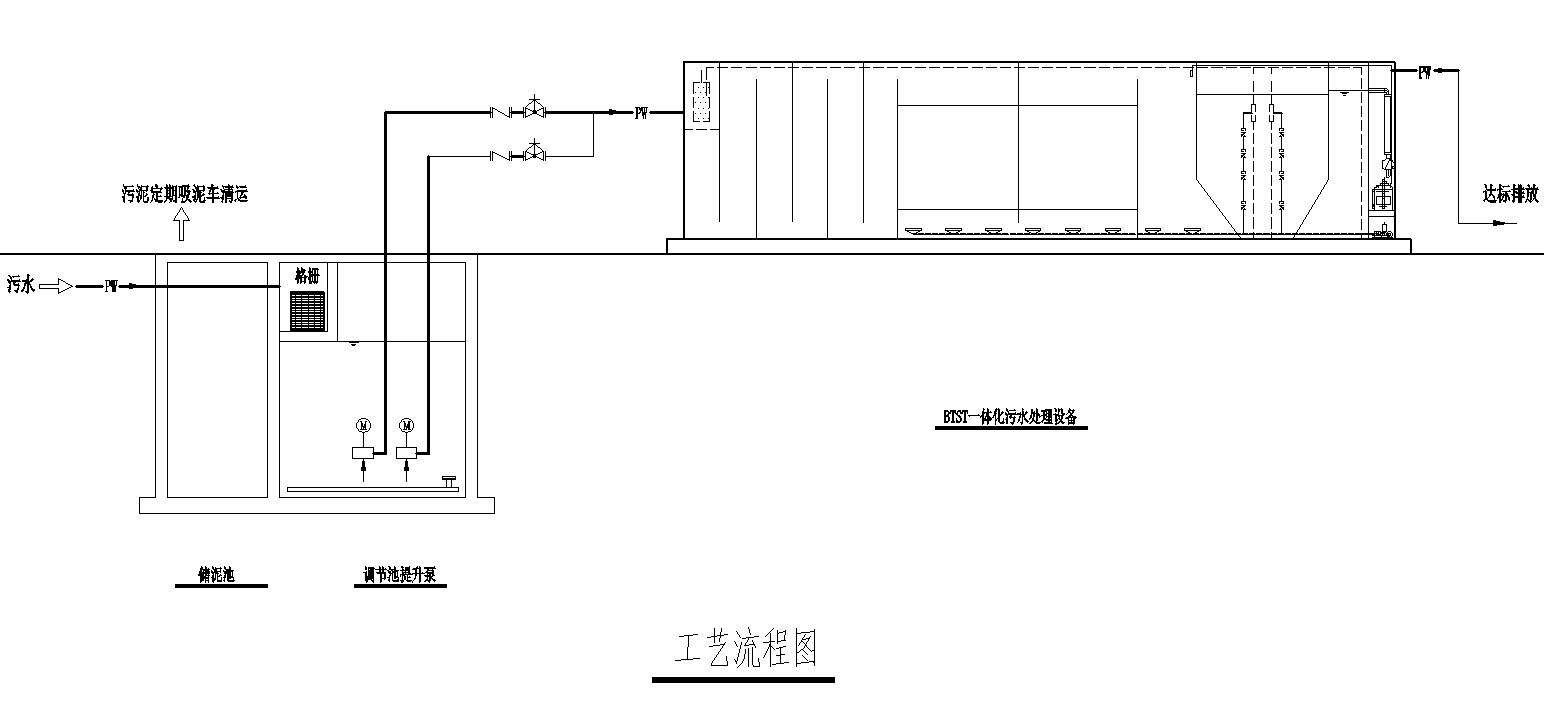 污泥定期吸泥车清运
污水
PW
格栅
M
M
PW
PW
达标排放
BTST一体化污水处理设备
储泥池
调节池提升泵
工艺流程图